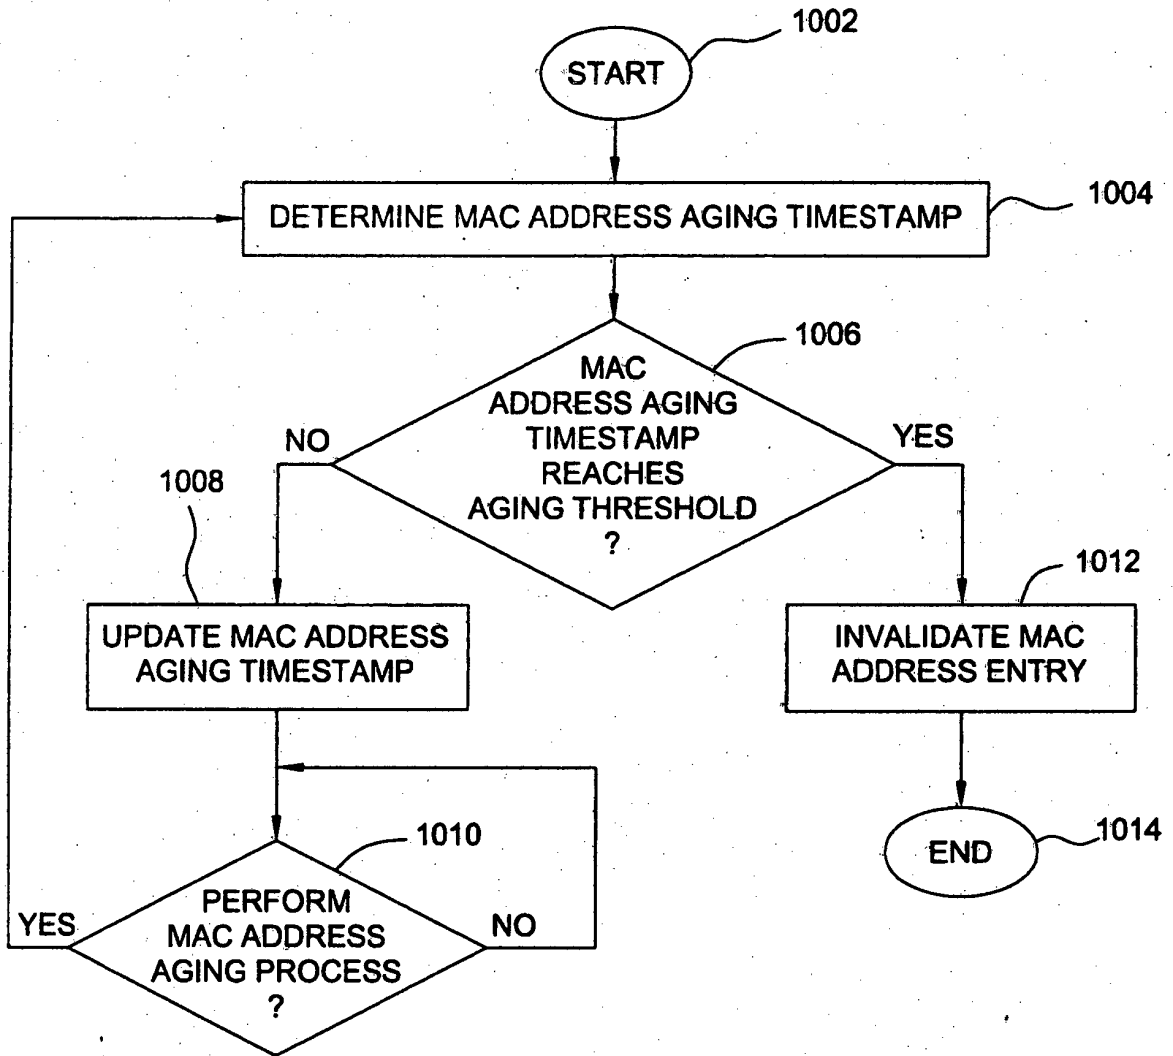 1002
START
1004
DETERMINE MAC ADDRESS AGING TIMESTAMP
1006
MAC
ADDRESS AGING
TIMESTAMP
REACHES
AGING THRESHOLD
?
NO
YES
1008
UPDATE MAC ADDRESS
AGING TIMESTAMP
1012
INVALIDATE MAC
ADDRESS ENTRY
1010
PERFORM
MAC ADDRESS
AGING PROCESS
?
YES
NO
END
1014